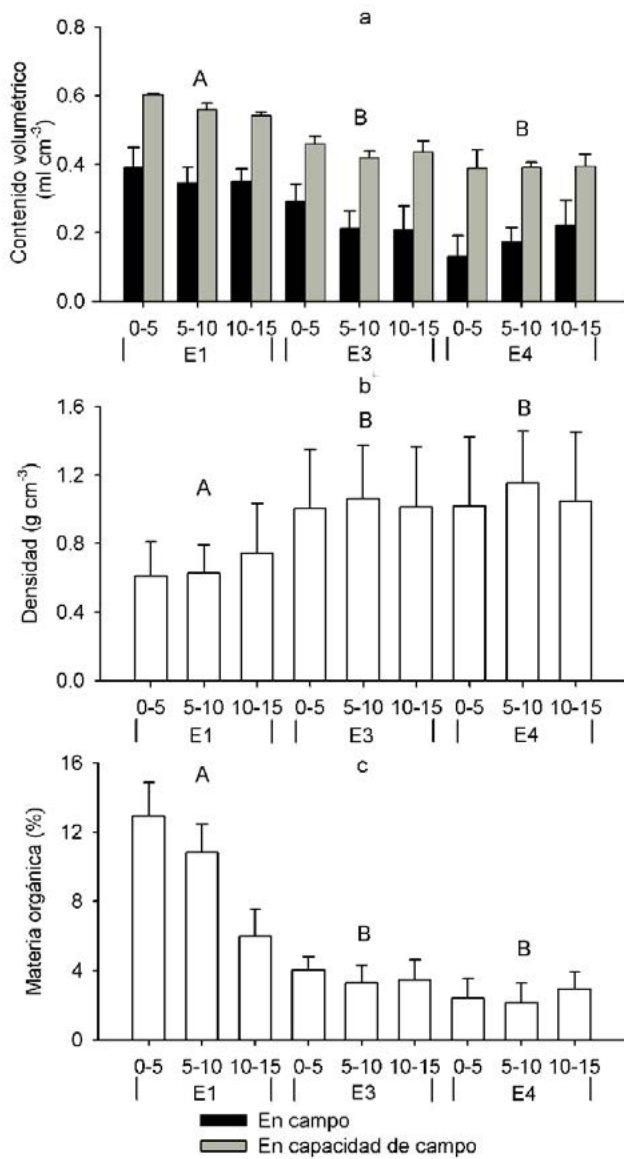 a
Contenido volumétrico
(ml cm⁻³)
0.8
0.6
0.4
0.2
0.0
A
B
B
0-5 5-10 10-15 0-5 5-10 10-15 0-5 5-10 10-15
E1 E3 E4
b
Densidad (g cm⁻³)
1.6
1.2
0.8
0.4
0.0
A
B
B
0-5 5-10 10-15 0-5 5-10 10-15 0-5 5-10 10-15
E1 E3 E4
c
Materia orgánica (%)
16
12
8
4
0
A
B
B
0-5 5-10 10-15 0-5 5-10 10-15 0-5 5-10 10-15
E1 E3 E4
En campo
En capacidad de campo